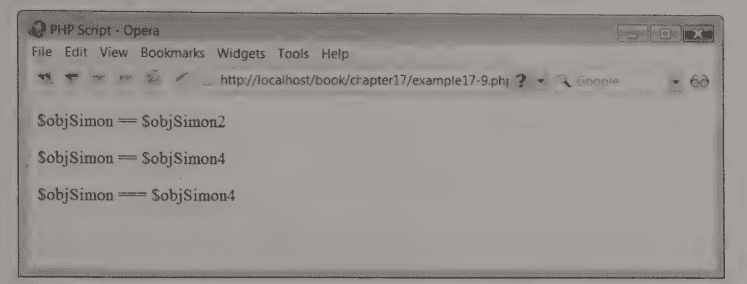 PHP Script - Opera
File Edit View Bookmarks Widgets Tools Help
http://localhost/book/chapter17/example17-9.php ? Google
$objSimon == $objSimon2
$objSimon == $objSimon4
$objSimon === $objSimon4